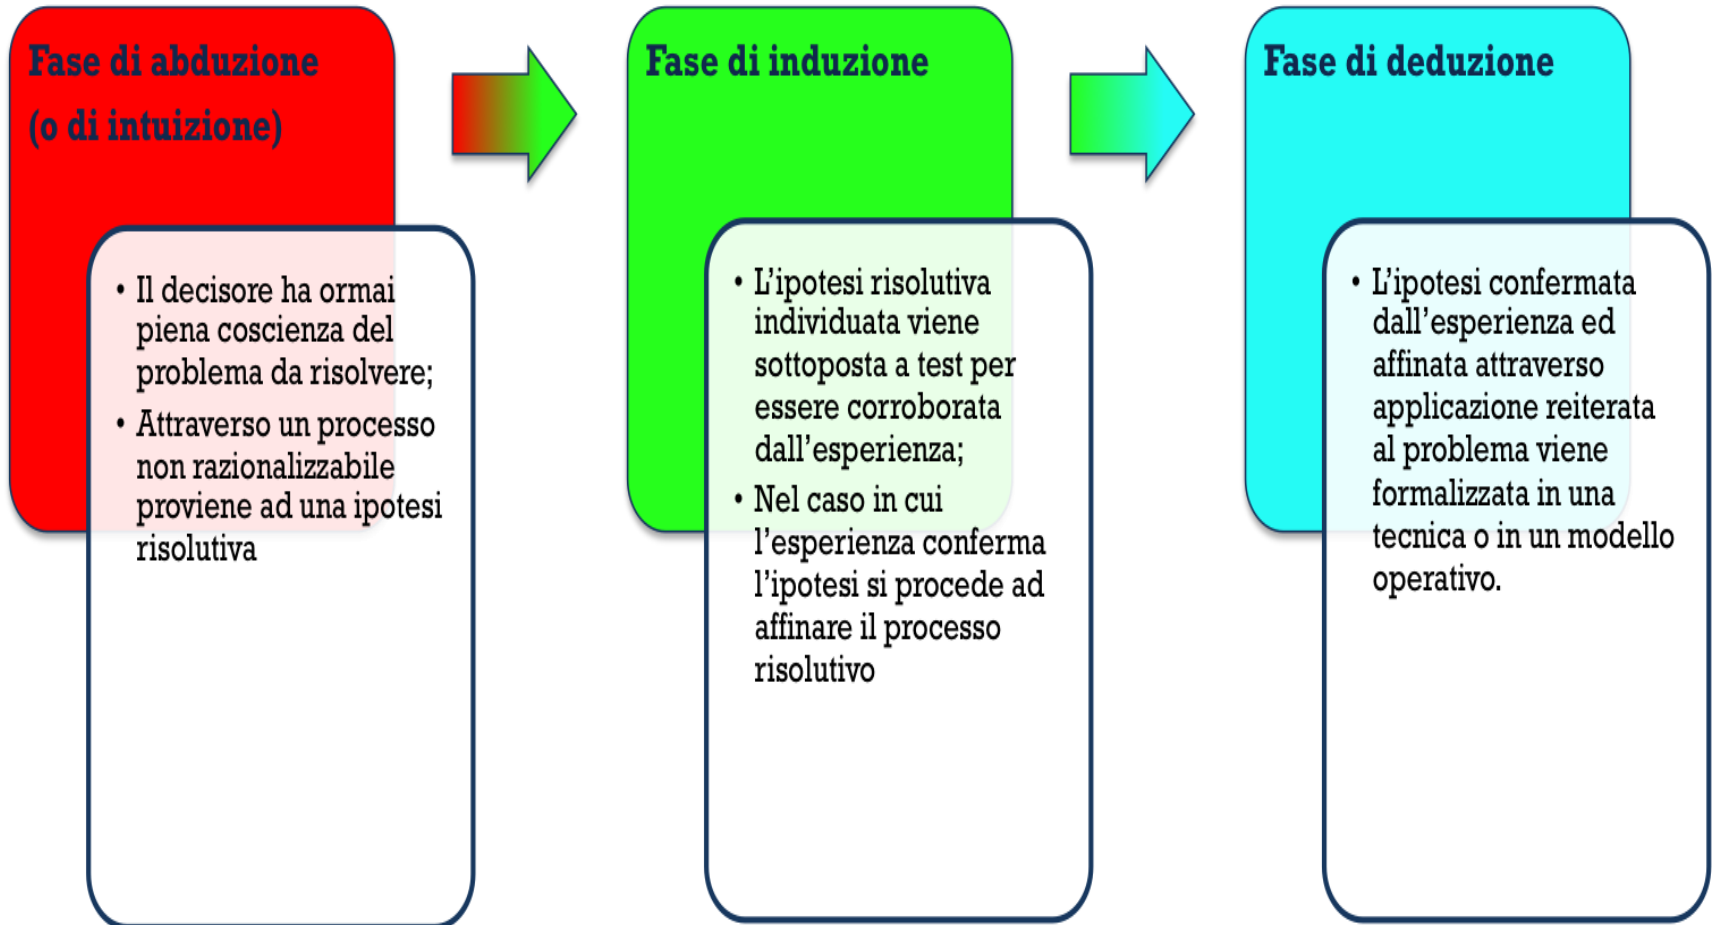 Fase di abduzione
(o di intuizione)
• Il decisore ha ormai
piena coscienza del
problema da risolvere;
• Attraverso un processo
non razionalizzabile
proviene ad una ipotesi
risolutiva
Fase di induzione
• L’ipotesi risolutiva
individuata viene
sottoposta a test per
essere corroborata
dall’esperienza;
• Nel caso in cui
l’esperienza conferma
l’ipotesi si procede ad
affinare il processo
risolutivo
Fase di deduzione
• L’ipotesi confermata
dall’esperienza ed
affinata attraverso
applicazione reiterata
al problema viene
formalizzata in una
tecnica o in un modello
operativo.